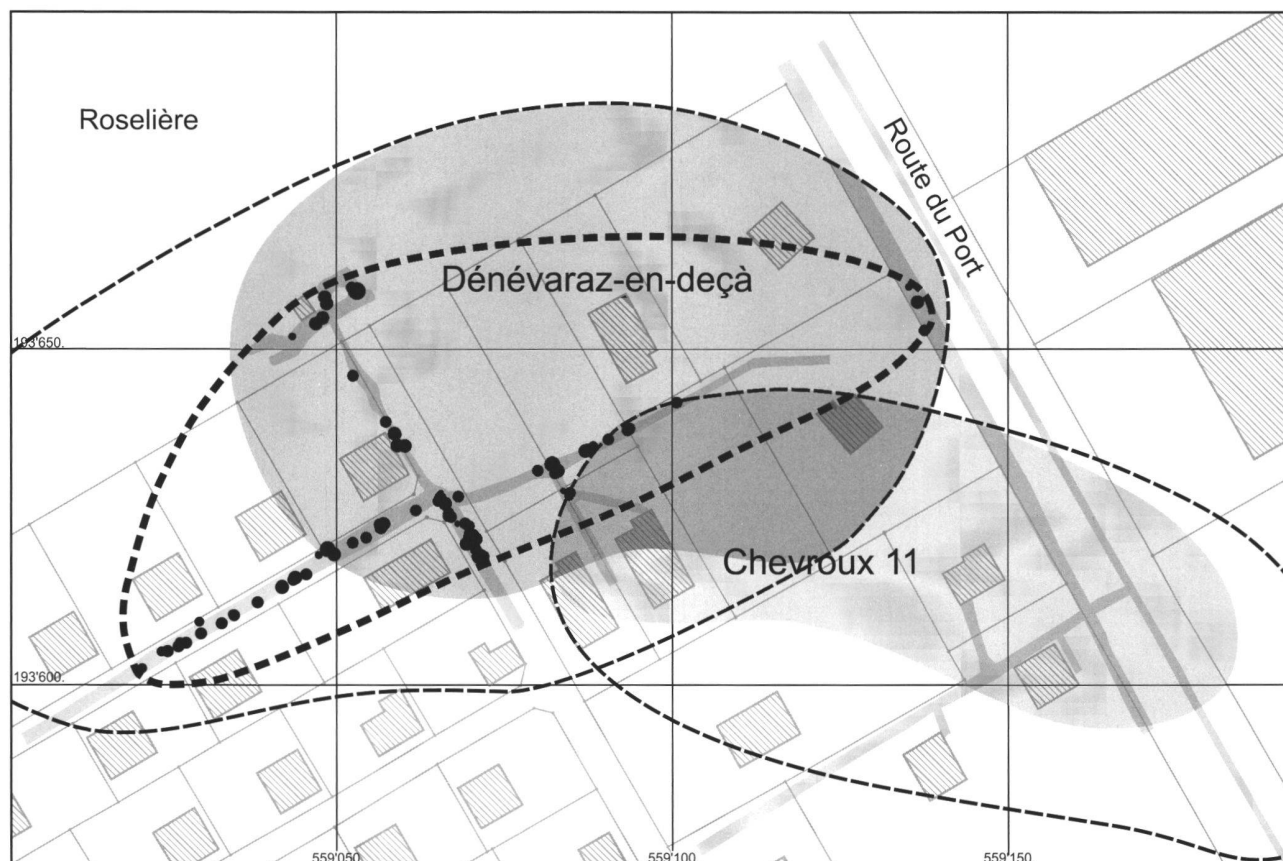 Roselière
Route du Port
Dénévaraz-en-deçà
193'650.
Chevroux 11
193'600.
559'050
559'100
559'150